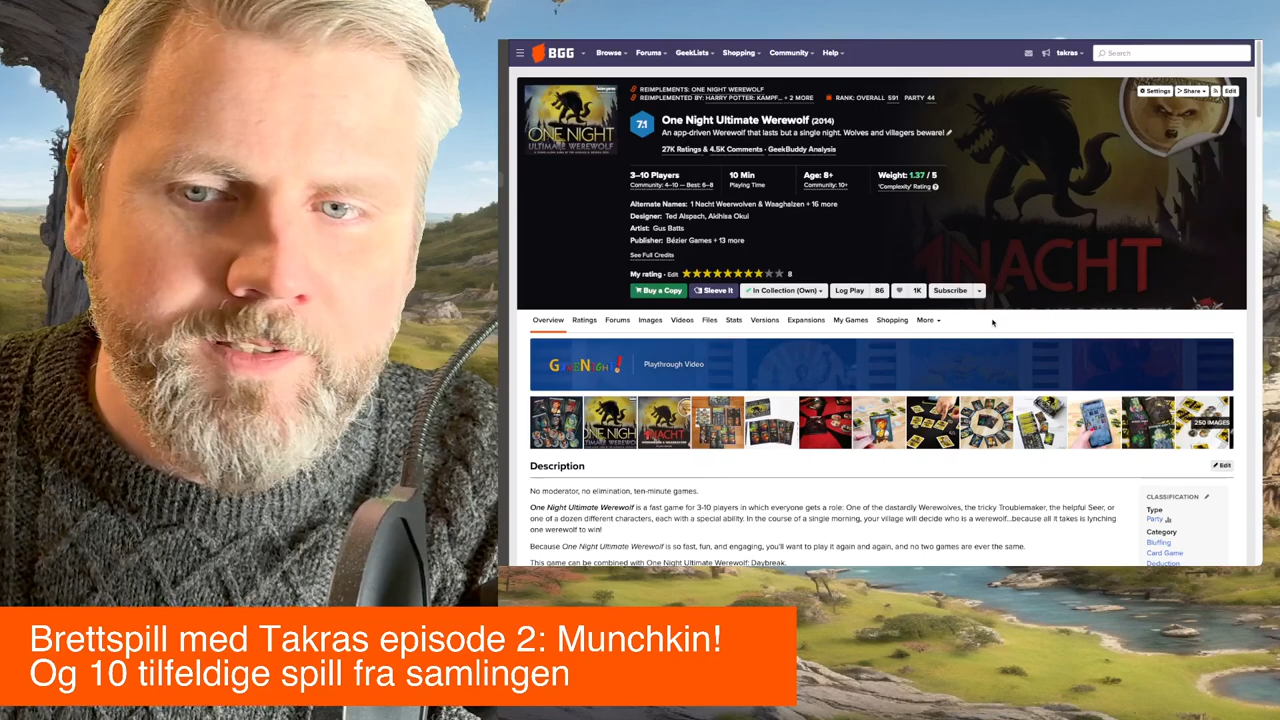 BGG
Browse
Forums
GeekLists
Shopping
Community
Help
takras
Search
REIMPLEMENTS: ONE NIGHT WEREWOLF
REIMPLEMENTED BY: HARRY POTTER: KAMPF... + 2 MORE
RANK: OVERALL 591 PARTY 44
Settings
Share
Edit
ONE NIGHT
ULTIMATE WEREWOLF
7.1
One Night Ultimate Werewolf (2014)
An app-driven Werewolf that lasts but a single night. Wolves and villagers beware!
27K Ratings & 4.5K Comments · GeekBuddy Analysis
3–10 Players
Community: 4–10 — Best: 6–8
10 Min
Playing Time
Age: 8+
Community: 10+
Weight: 1.37 / 5
'Complexity' Rating
Alternate Names: 1 Nacht Weerwolven & Waaghalzen + 16 more
Designer: Ted Alspach, Akihisa Okui
Artist: Gus Batts
Publisher: Bézier Games + 13 more
See Full Credits
1NACHT
My rating · Edit 8
Buy a Copy
Sleeve It
In Collection (Own)
Log Play 86
1K
Subscribe
Overview
Ratings
Forums
Images
Videos
Files
Stats
Versions
Expansions
My Games
Shopping
More
GameNight!
Playthrough Video
250 IMAGES
Description
Edit
No moderator, no elimination, ten-minute games.
One Night Ultimate Werewolf is a fast game for 3-10 players in which everyone gets a role: One of the dastardly Werewolves, the tricky Troublemaker, the helpful Seer, or
one of a dozen different characters, each with a special ability. In the course of a single morning, your village will decide who is a werewolf...because all it takes is lynching
one werewolf to win!
Because One Night Ultimate Werewolf is so fast, fun, and engaging, you'll want to play it again and again, and no two games are ever the same.
This game can be combined with One Night Ultimate Werewolf: Daybreak.
CLASSIFICATION
Type
Party
Category
Bluffing
Card Game
Deduction
Brettspill med Takras episode 2: Munchkin!
Og 10 tilfeldige spill fra samlingen